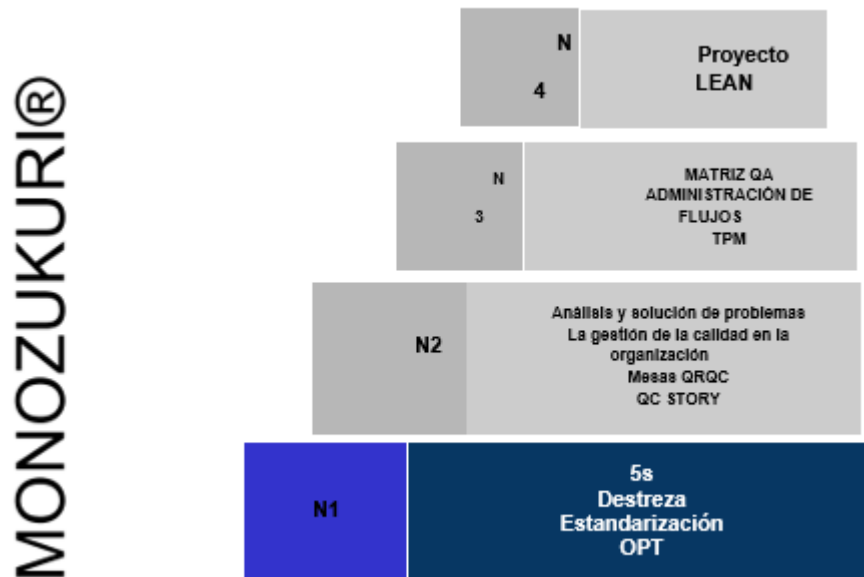 MONOZUKURI®
N
4
Proyecto
LEAN
N
3
MATRIZ QA
ADMINISTRACIÓN DE
FLUJOS
TPM
N2
Análisis y solución de problemas
La gestión de la calidad en la
organización
Mesas QRQC
QC STORY
N1
5s
Destreza
Estandarización
OPT